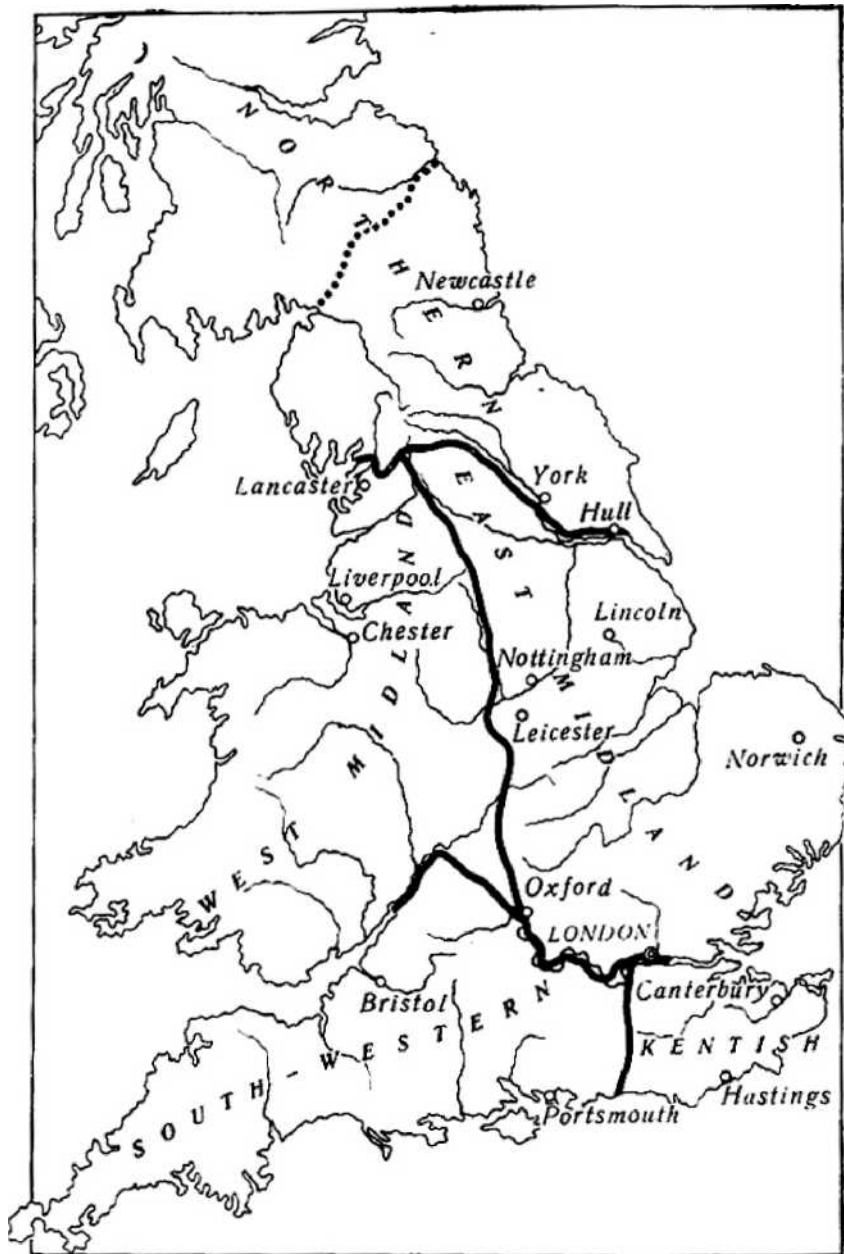 NORTHERN
Newcastle
York
Lancaster
Hull
EAST MIDLAND
Liverpool
Lincoln
Chester
Nottingham
WEST MIDLAND
Leicester
Norwich
Oxford
LONDON
Bristol
Canterbury
SOUTH-WESTERN
KENTISH
Hastings
Portsmouth